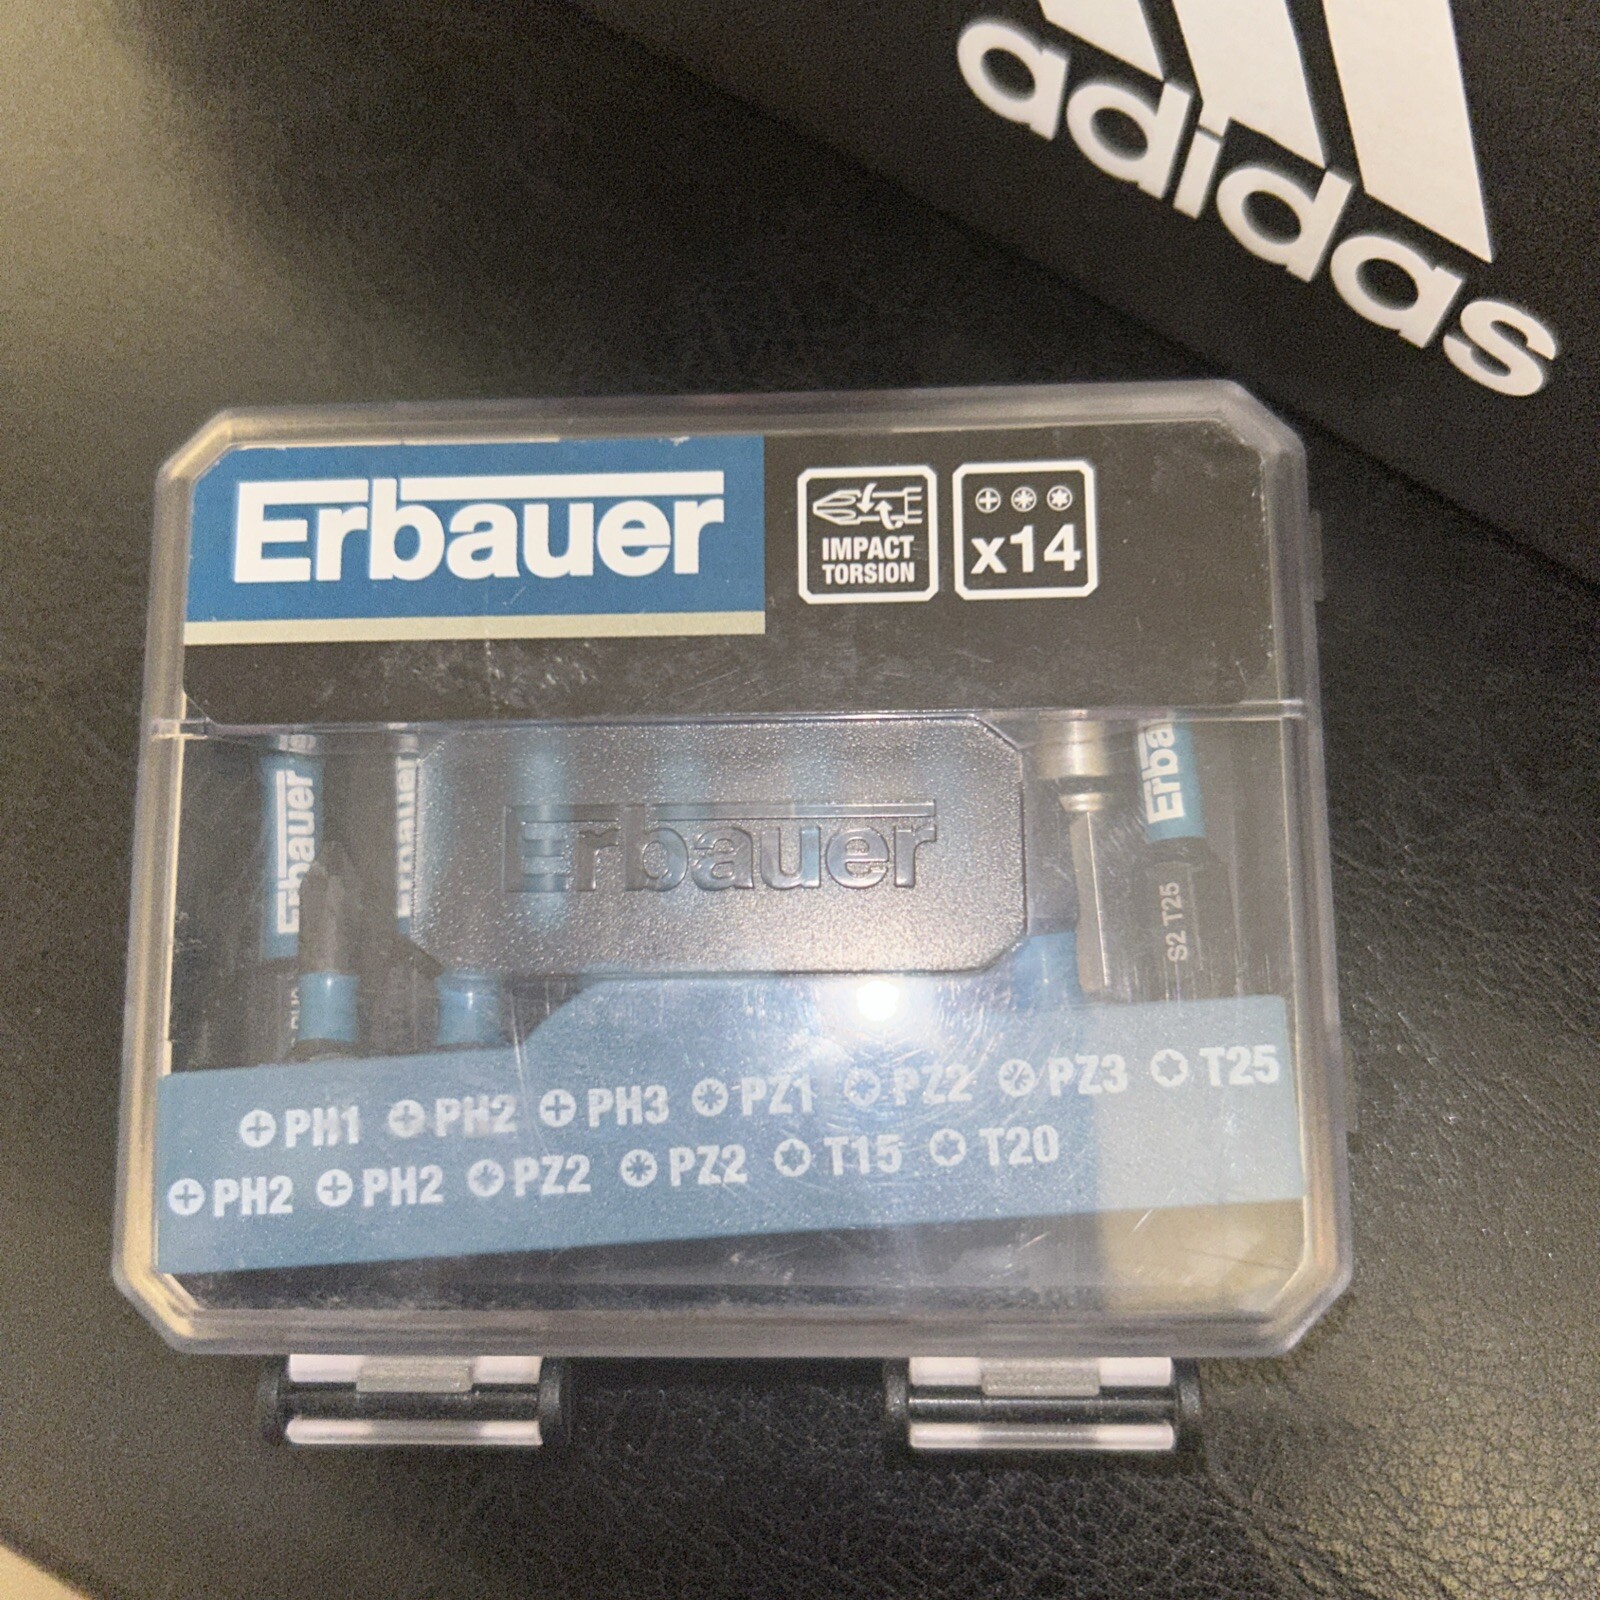 adidas
Erbauer
IMPACT
TORSION
x14
Erbauer
Erbauer
Erbauer
Erba
S2 T25
PH1 PH2 PH3 PZ1 PZ2 PZ3 T25
PH2 PH2 PZ2 PZ2 T15 T20